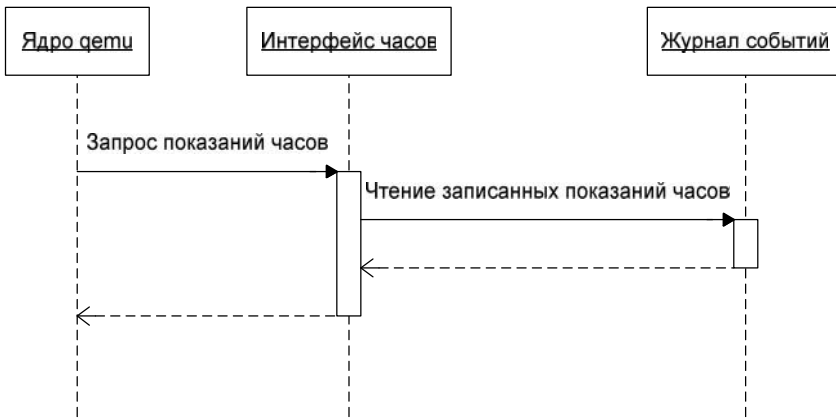 Ядро qemu
Интерфейс часов
Журнал событий
Запрос показаний часов
Чтение записанных показаний часов